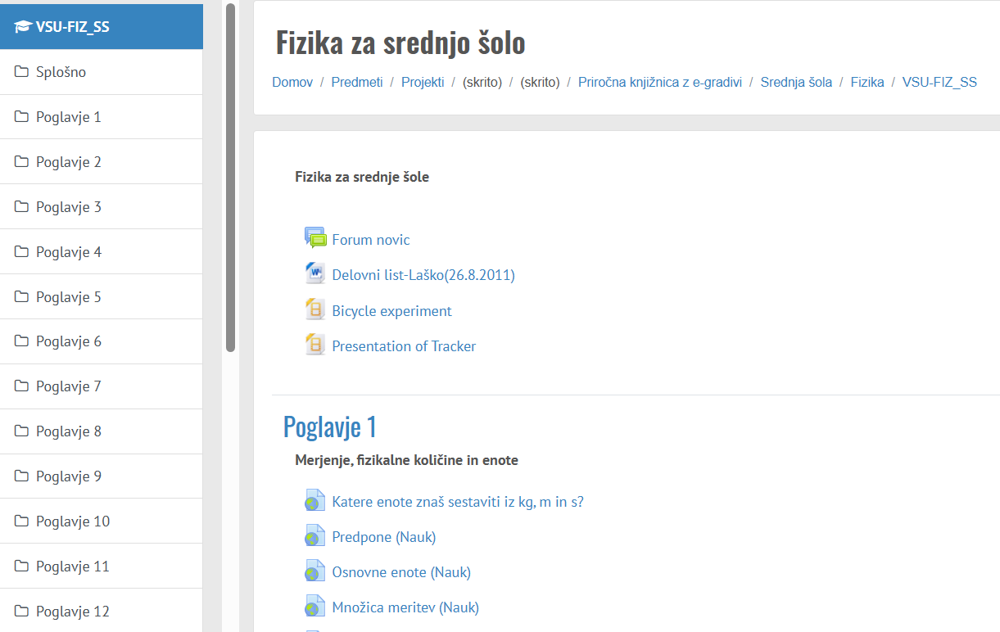 VSU-FIZ_SS
Splošno
Poglavje 1
Poglavje 2
Poglavje 3
Poglavje 4
Poglavje 5
Poglavje 6
Poglavje 7
Poglavje 8
Poglavje 9
Poglavje 10
Poglavje 11
Poglavje 12
Fizika za srednjo šolo
Domov / Predmeti / Projekti / (skrito) / (skrito) / Priročna knjižnica z e-gradivi / Srednja šola / Fizika / VSU-FIZ_SS
Fizika za srednje šole
Forum novic
Delovni list-Laško(26.8.2011)
Bicycle experiment
Presentation of Tracker
Poglavje 1
Merjenje, fizikalne količine in enote
Katere enote znaš sestaviti iz kg, m in s?
Predpone (Nauk)
Osnovne enote (Nauk)
Množica meritev (Nauk)